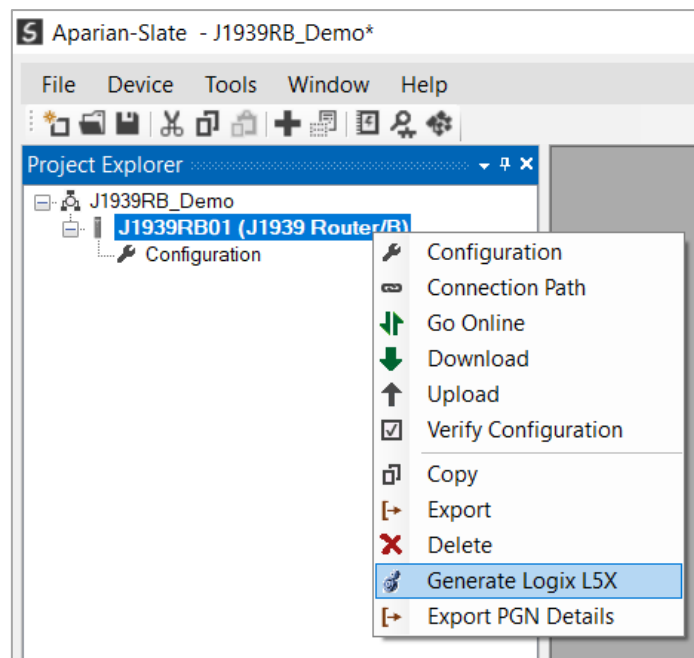 S Aparian-Slate - J1939RB_Demo*
File Device Tools Window Help
Project Explorer
J1939RB_Demo
J1939RB01 (J1939 Router/B)
Configuration
Configuration
Connection Path
Go Online
Download
Upload
Verify Configuration
Copy
Export
Delete
Generate Logix L5X
Export PGN Details